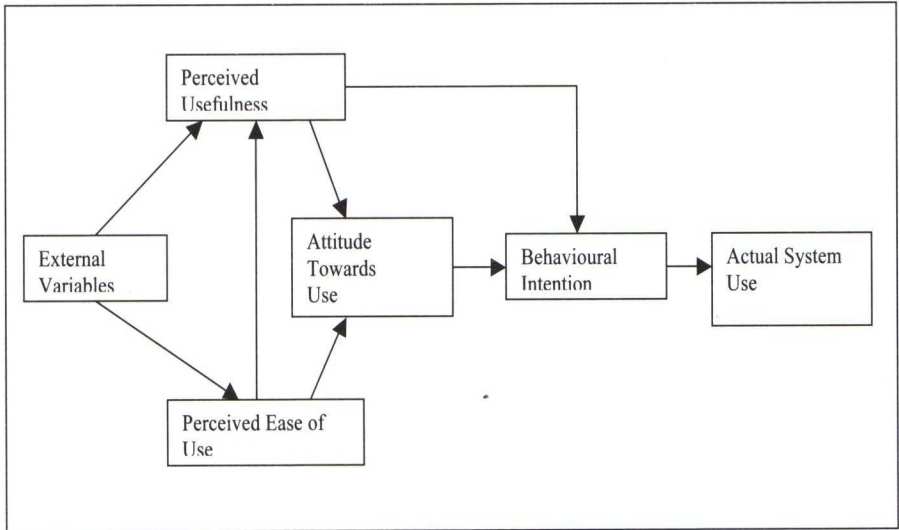 Perceived
Usefulness
External
Variables
Attitude
Towards
Use
Behavioural
Intention
Actual System
Use
Perceived Ease of
Use